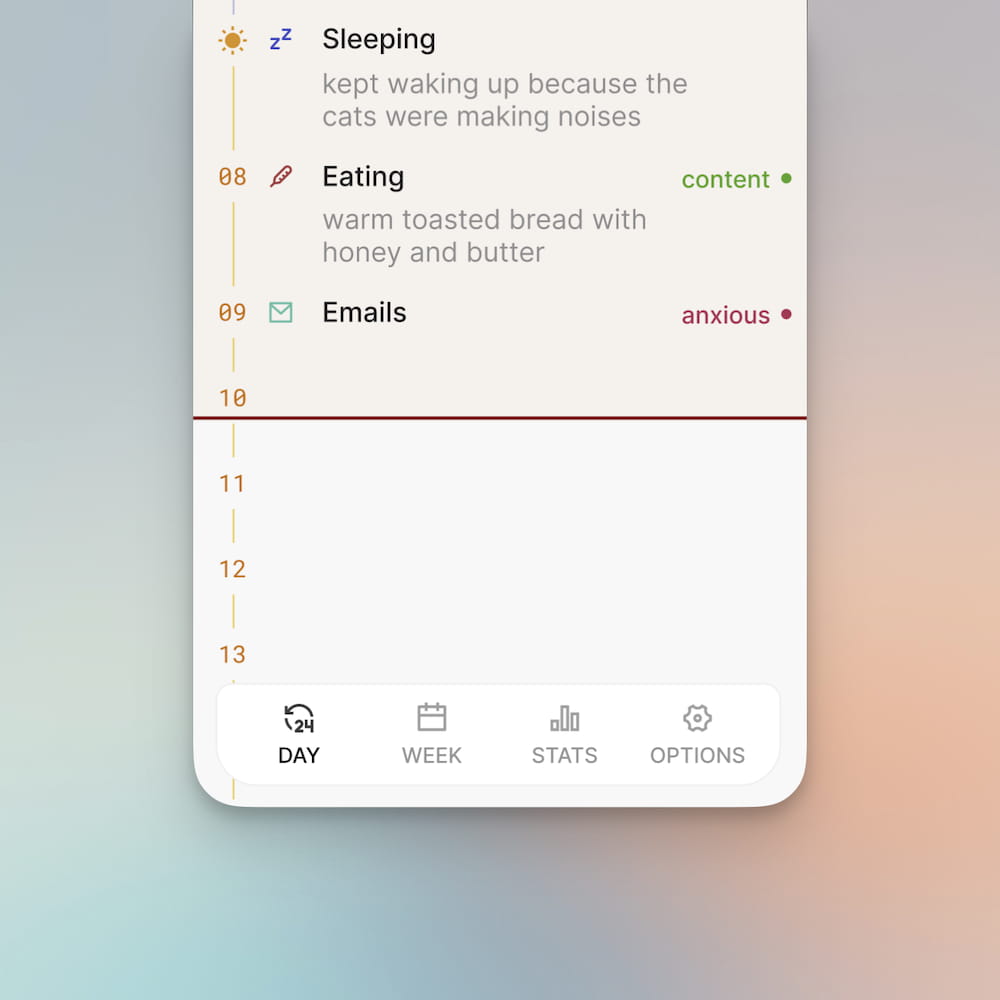 zz Sleeping
kept waking up because the
cats were making noises
08 Eating content
warm toasted bread with
honey and butter
09 Emails anxious
10
11
12
13
24
DAY WEEK STATS OPTIONS